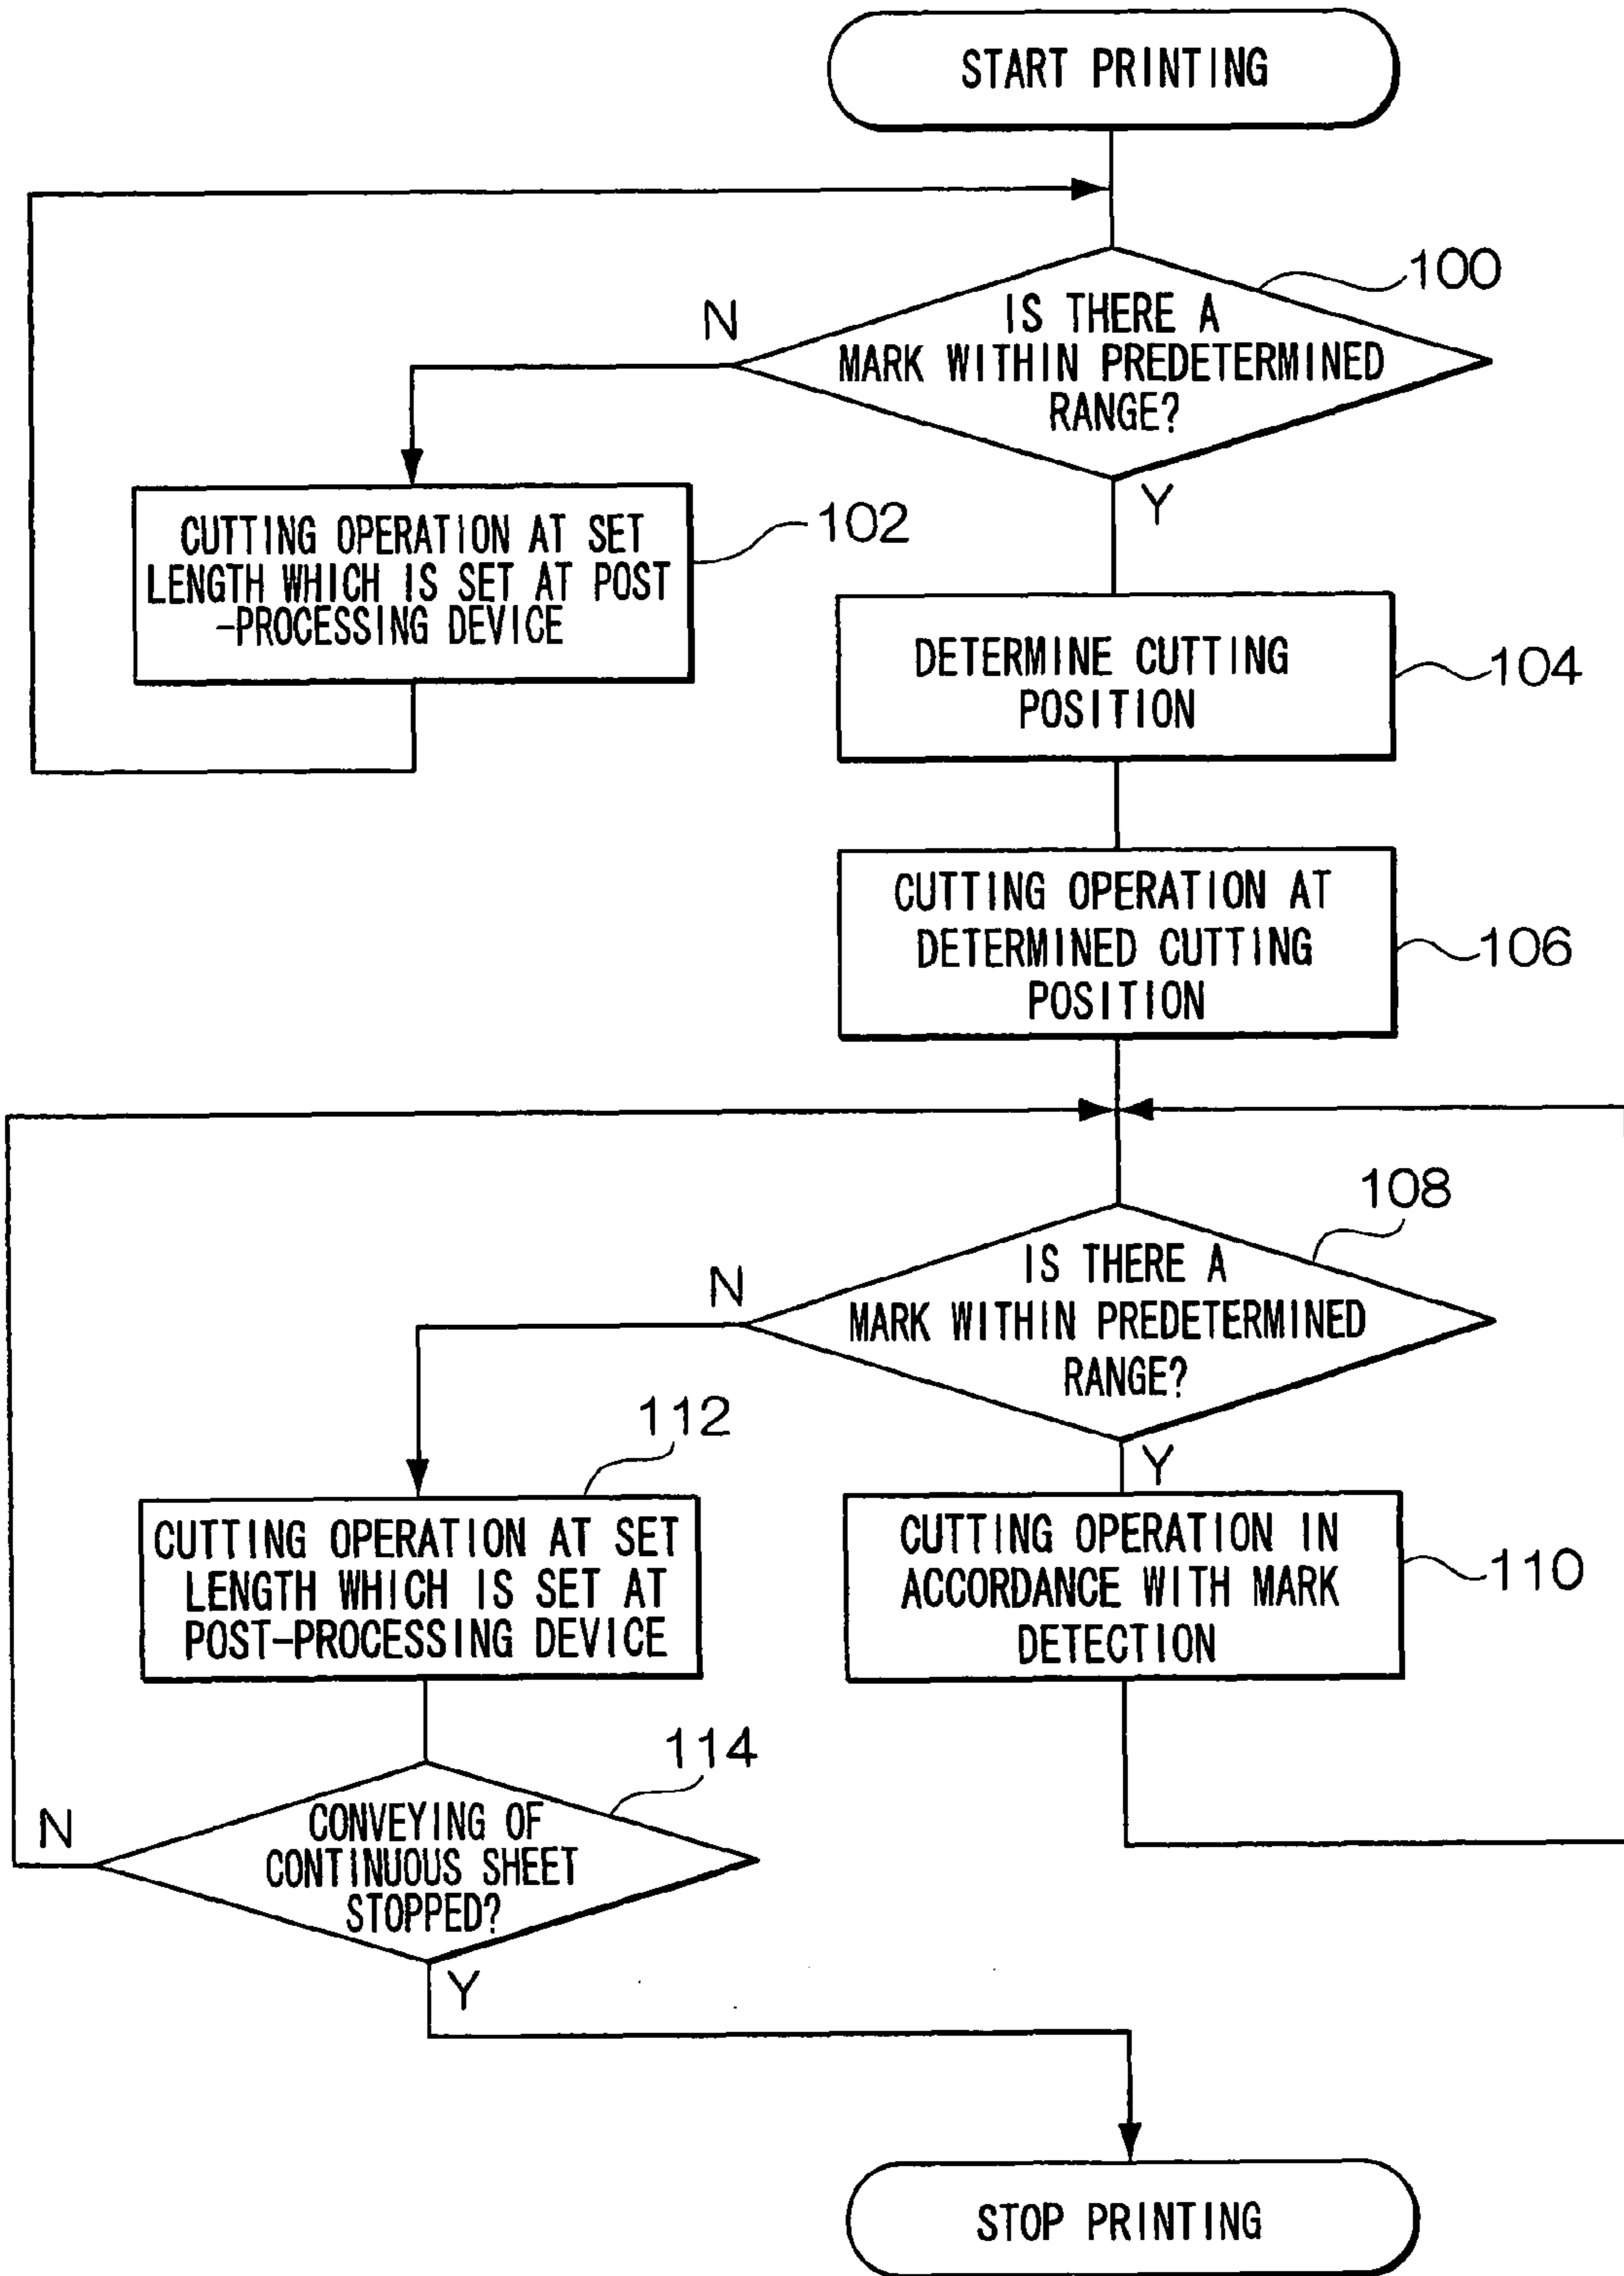 START PRINTING
100
N
IS THERE A
MARK WITHIN PREDETERMINED
RANGE?
Y
CUTTING OPERATION AT SET
LENGTH WHICH IS SET AT POST
-PROCESSING DEVICE
102
DETERMINE CUTTING
POSITION
104
CUTTING OPERATION AT
DETERMINED CUTTING
POSITION
106
108
N
IS THERE A
MARK WITHIN PREDETERMINED
RANGE?
Y
112
CUTTING OPERATION AT SET
LENGTH WHICH IS SET AT
POST-PROCESSING DEVICE
CUTTING OPERATION IN
ACCORDANCE WITH MARK
DETECTION
110
114
N
CONVEYING OF
CONTINUOUS SHEET
STOPPED?
Y
STOP PRINTING